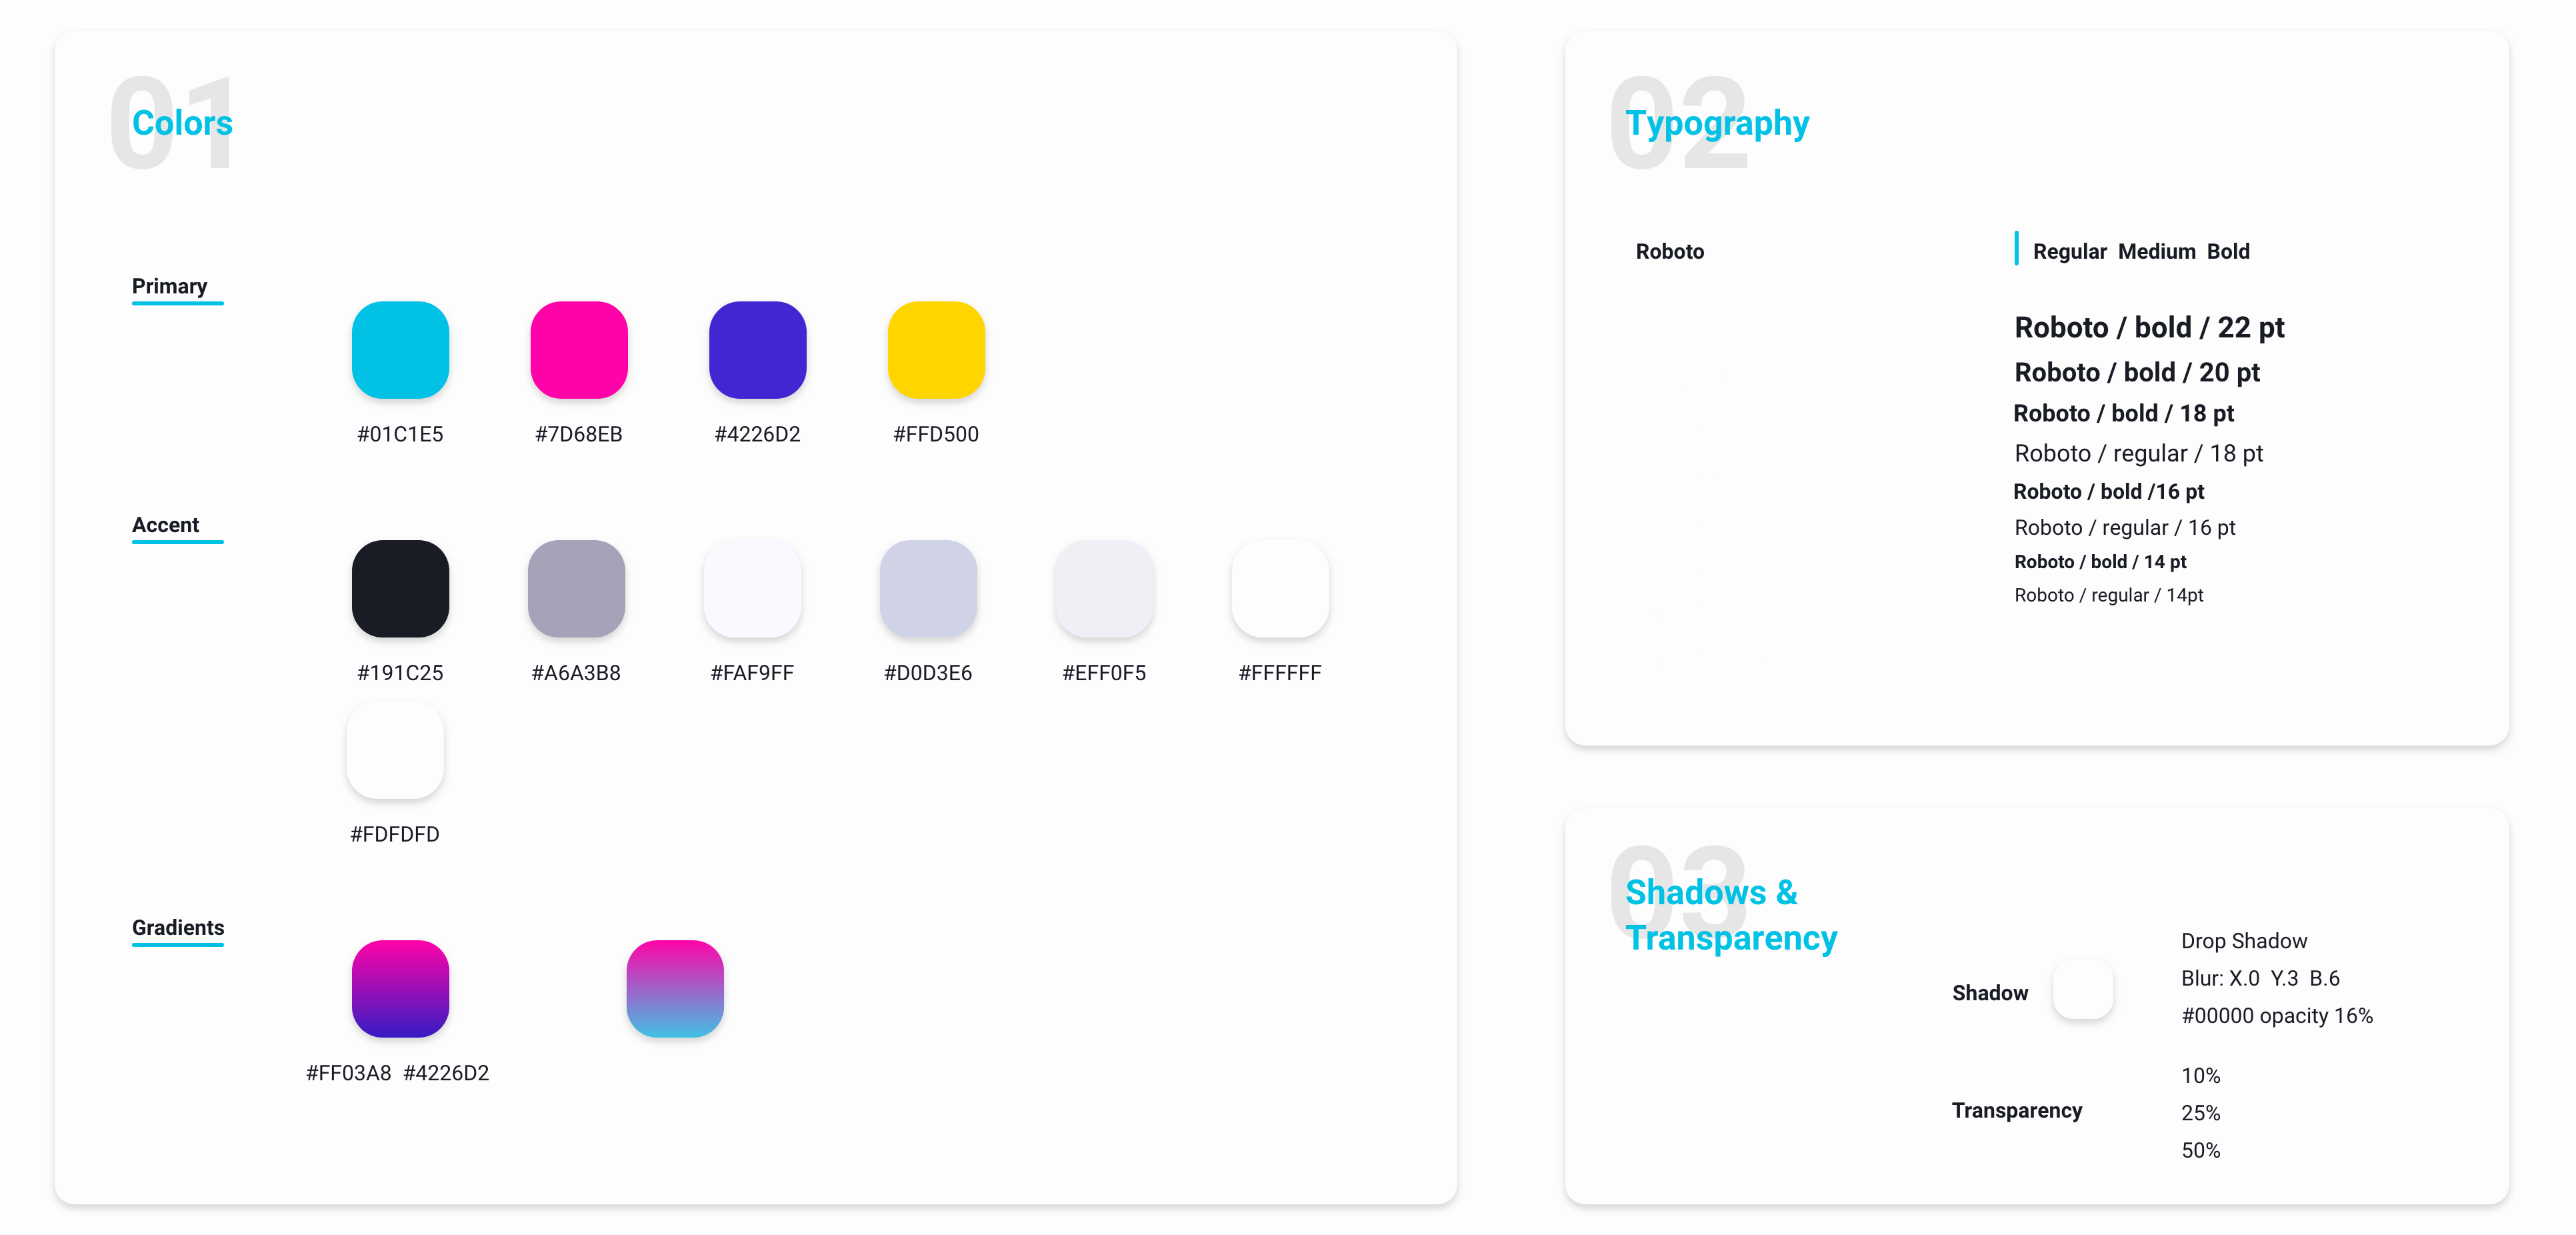 01
Colors
Primary
#01C1E5 #7D68EB #4226D2 #FFD500
Accent
#191C25 #A6A3B8 #FAF9FF #D0D3E6 #EFF0F5 #FFFFFF
#FDFDFD
Gradients
#FF03A8 #4226D2
02
Typography
Roboto
Regular Medium Bold
Roboto / bold / 22 pt
Roboto / bold / 20 pt
Roboto / bold / 18 pt
Roboto / regular / 18 pt
Roboto / bold /16 pt
Roboto / regular / 16 pt
Roboto / bold / 14 pt
Roboto / regular / 14pt
03
Shadows &
Transparency
Shadow
Drop Shadow
Blur: X.0 Y.3 B.6
#00000 opacity 16%
Transparency
10%
25%
50%